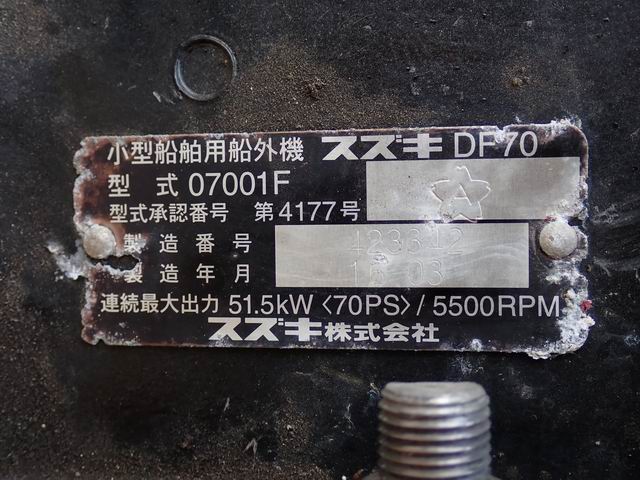 小型船舶用船外機 スズキ DF70
型式 07001F
A
型式承認番号 第4177号
製造番号 423312
製造年月
連続最大出力 51.5kW〈70PS〉/5500RPM
スズキ株式会社